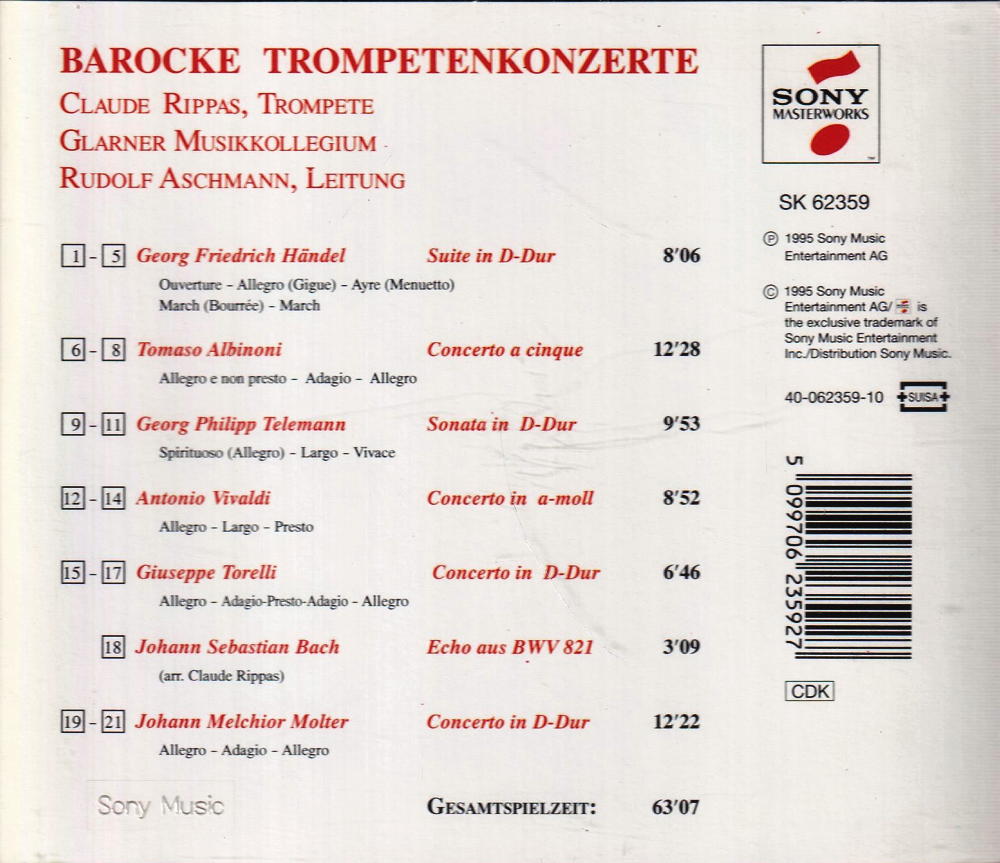 BAROCKE TROMPETENKONZERTE
CLAUDE RIPPAS, TROMPETE
GLARNER MUSIKKOLLEGIUM
RUDOLF ASCHMANN, LEITUNG
1 - 5 Georg Friedrich Händel Suite in D-Dur 8'06
Ouverture – Allegro (Gigue) – Ayre (Menuetto)
March (Bourrée) – March
6 - 8 Tomaso Albinoni Concerto a cinque 12'28
Allegro e non presto – Adagio – Allegro
9 - 11 Georg Philipp Telemann Sonata in D-Dur 9'53
Spirituoso (Allegro) – Largo – Vivace
12 - 14 Antonio Vivaldi Concerto in a-moll 8'52
Allegro – Largo – Presto
15 - 17 Giuseppe Torelli Concerto in D-Dur 6'46
Allegro – Adagio-Presto-Adagio – Allegro
18 Johann Sebastian Bach Echo aus BWV 821 3'09
(arr. Claude Rippas)
19 - 21 Johann Melchior Molter Concerto in D-Dur 12'22
Allegro – Adagio – Allegro
Sony Music
GESAMTSPIELZEIT: 63'07
SONY
MASTERWORKS
™
SK 62359
℗ 1995 Sony Music
Entertainment AG
© 1995 Sony Music
Entertainment AG/ is
the exclusive trademark of
Sony Music Entertainment
Inc./Distribution Sony Music.
40-062359-10 SUISA
5 099706 235927
CDK